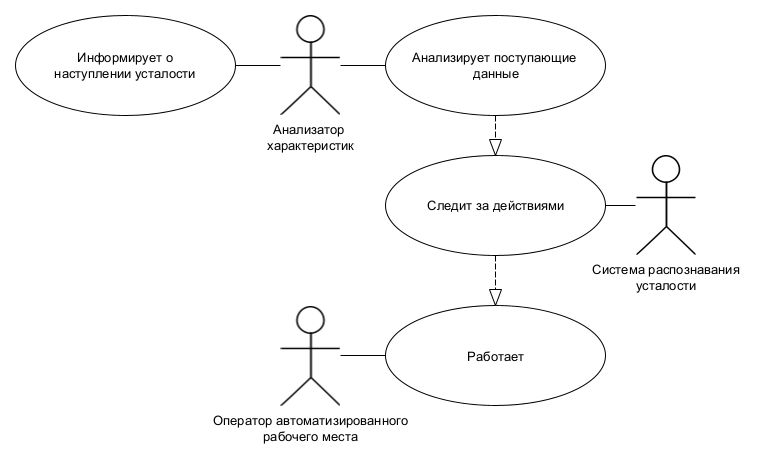 Информирует о
наступлении усталости
Анализирует поступающие
данные
Анализатор
характеристик
Следит за действиями
Система распознавания
усталости
Работает
Оператор автоматизированного
рабочего места